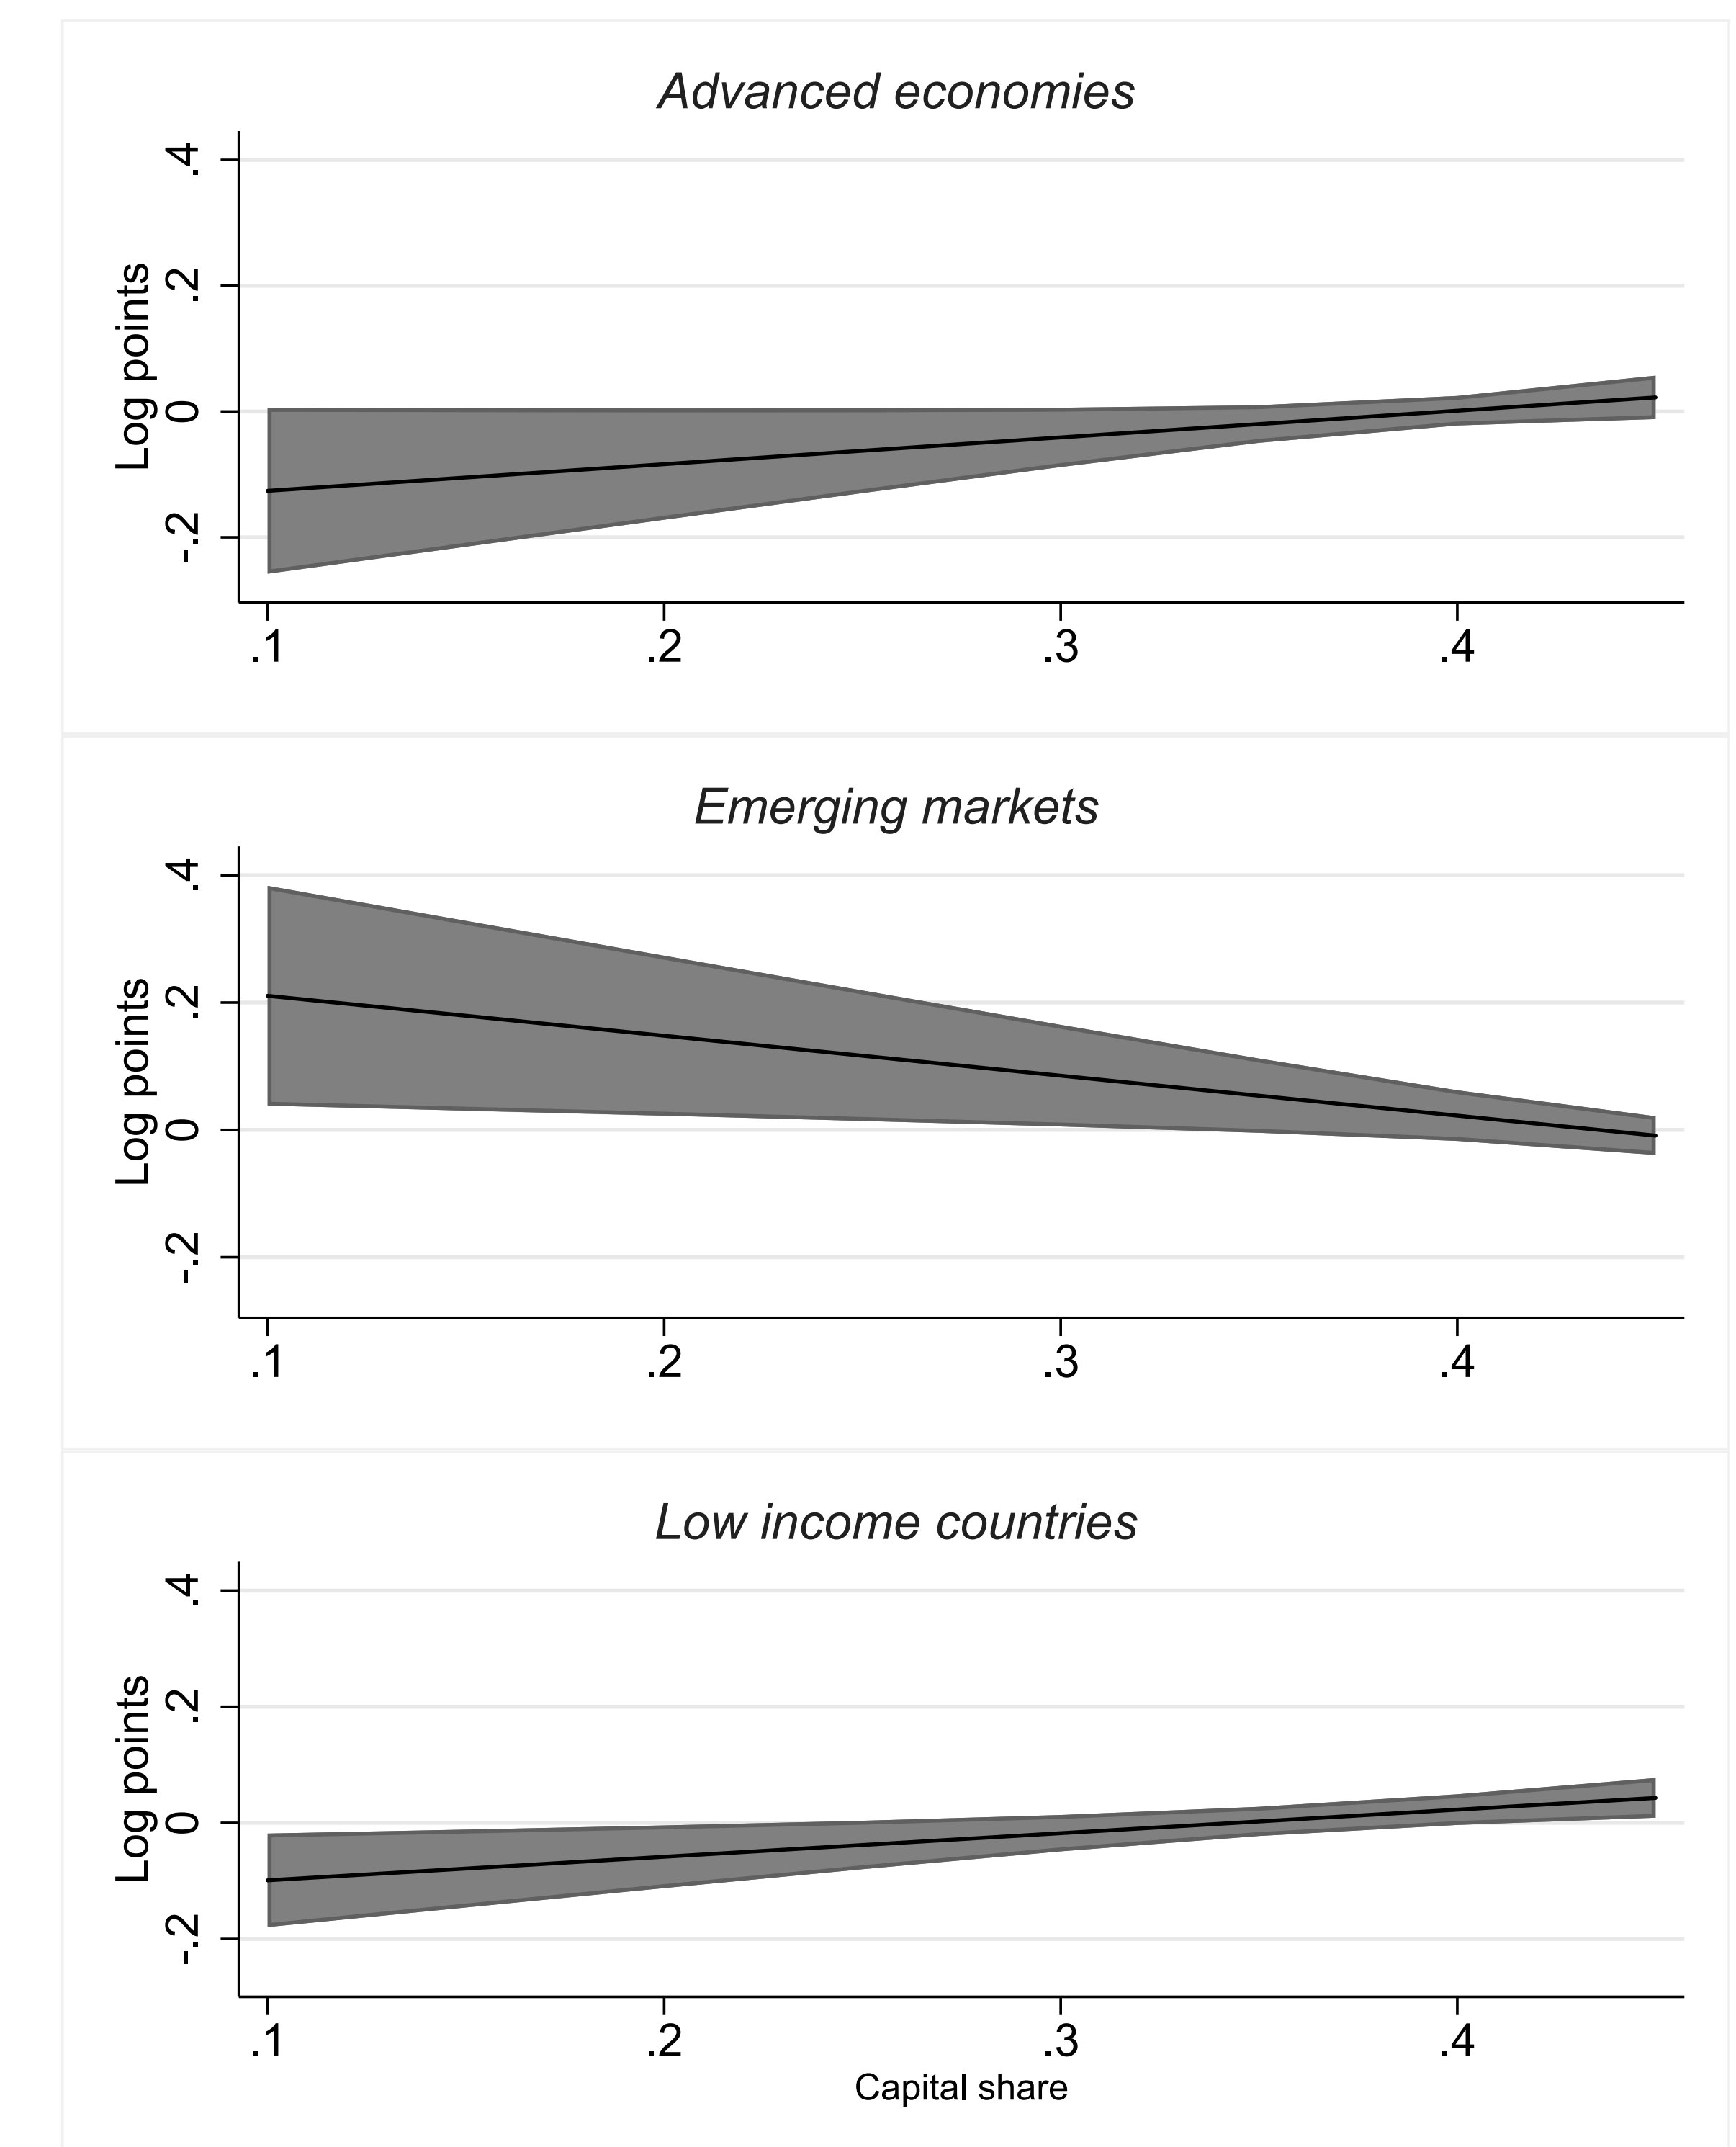 Advanced economies
Log points
.4
.2
0
-.2
.1 .2 .3 .4
Emerging markets
Log points
.4
.2
0
-.2
.1 .2 .3 .4
Low income countries
Log points
.4
.2
0
-.2
.1 .2 .3 .4
Capital share